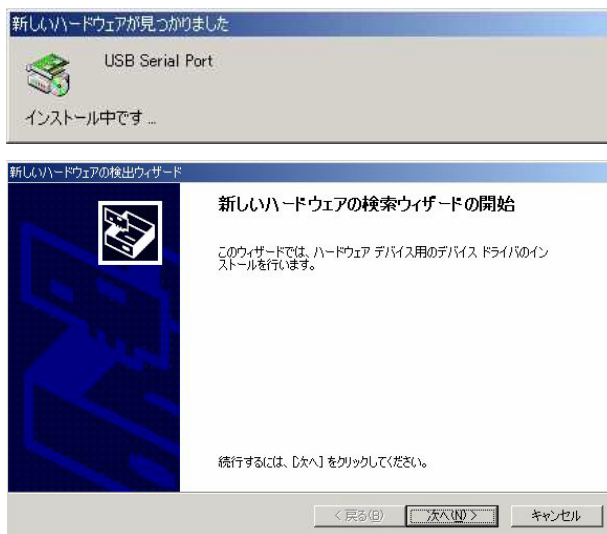 新しいハードウェアが見つかりました
USB Serial Port
インストール中です ...
新しいハードウェアの検出ウィザード
新しいハードウェアの検索ウィザードの開始
このウィザードでは、ハードウェア デバイス用のデバイス ドライバのイン
ストールを行います。
続行するには、[次へ] をクリックしてください。
< 戻る(B) 次へ(N) > キャンセル